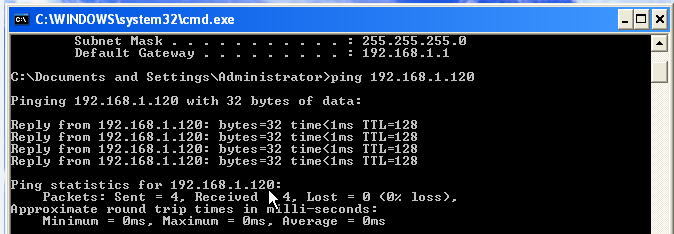 C:\WINDOWS\system32\cmd.exe
Subnet Mask . . . . . . . . . . . : 255.255.255.0
Default Gateway . . . . . . . . . : 192.168.1.1
C:\Documents and Settings\Administrator>ping 192.168.1.120
Pinging 192.168.1.120 with 32 bytes of data:
Reply from 192.168.1.120: bytes=32 time<1ms TTL=128
Reply from 192.168.1.120: bytes=32 time<1ms TTL=128
Reply from 192.168.1.120: bytes=32 time<1ms TTL=128
Reply from 192.168.1.120: bytes=32 time<1ms TTL=128
Ping statistics for 192.168.1.120:
Packets: Sent = 4, Received = 4, Lost = 0 (0% loss),
Approximate round trip times in milli-seconds:
Minimum = 0ms, Maximum = 0ms, Average = 0ms